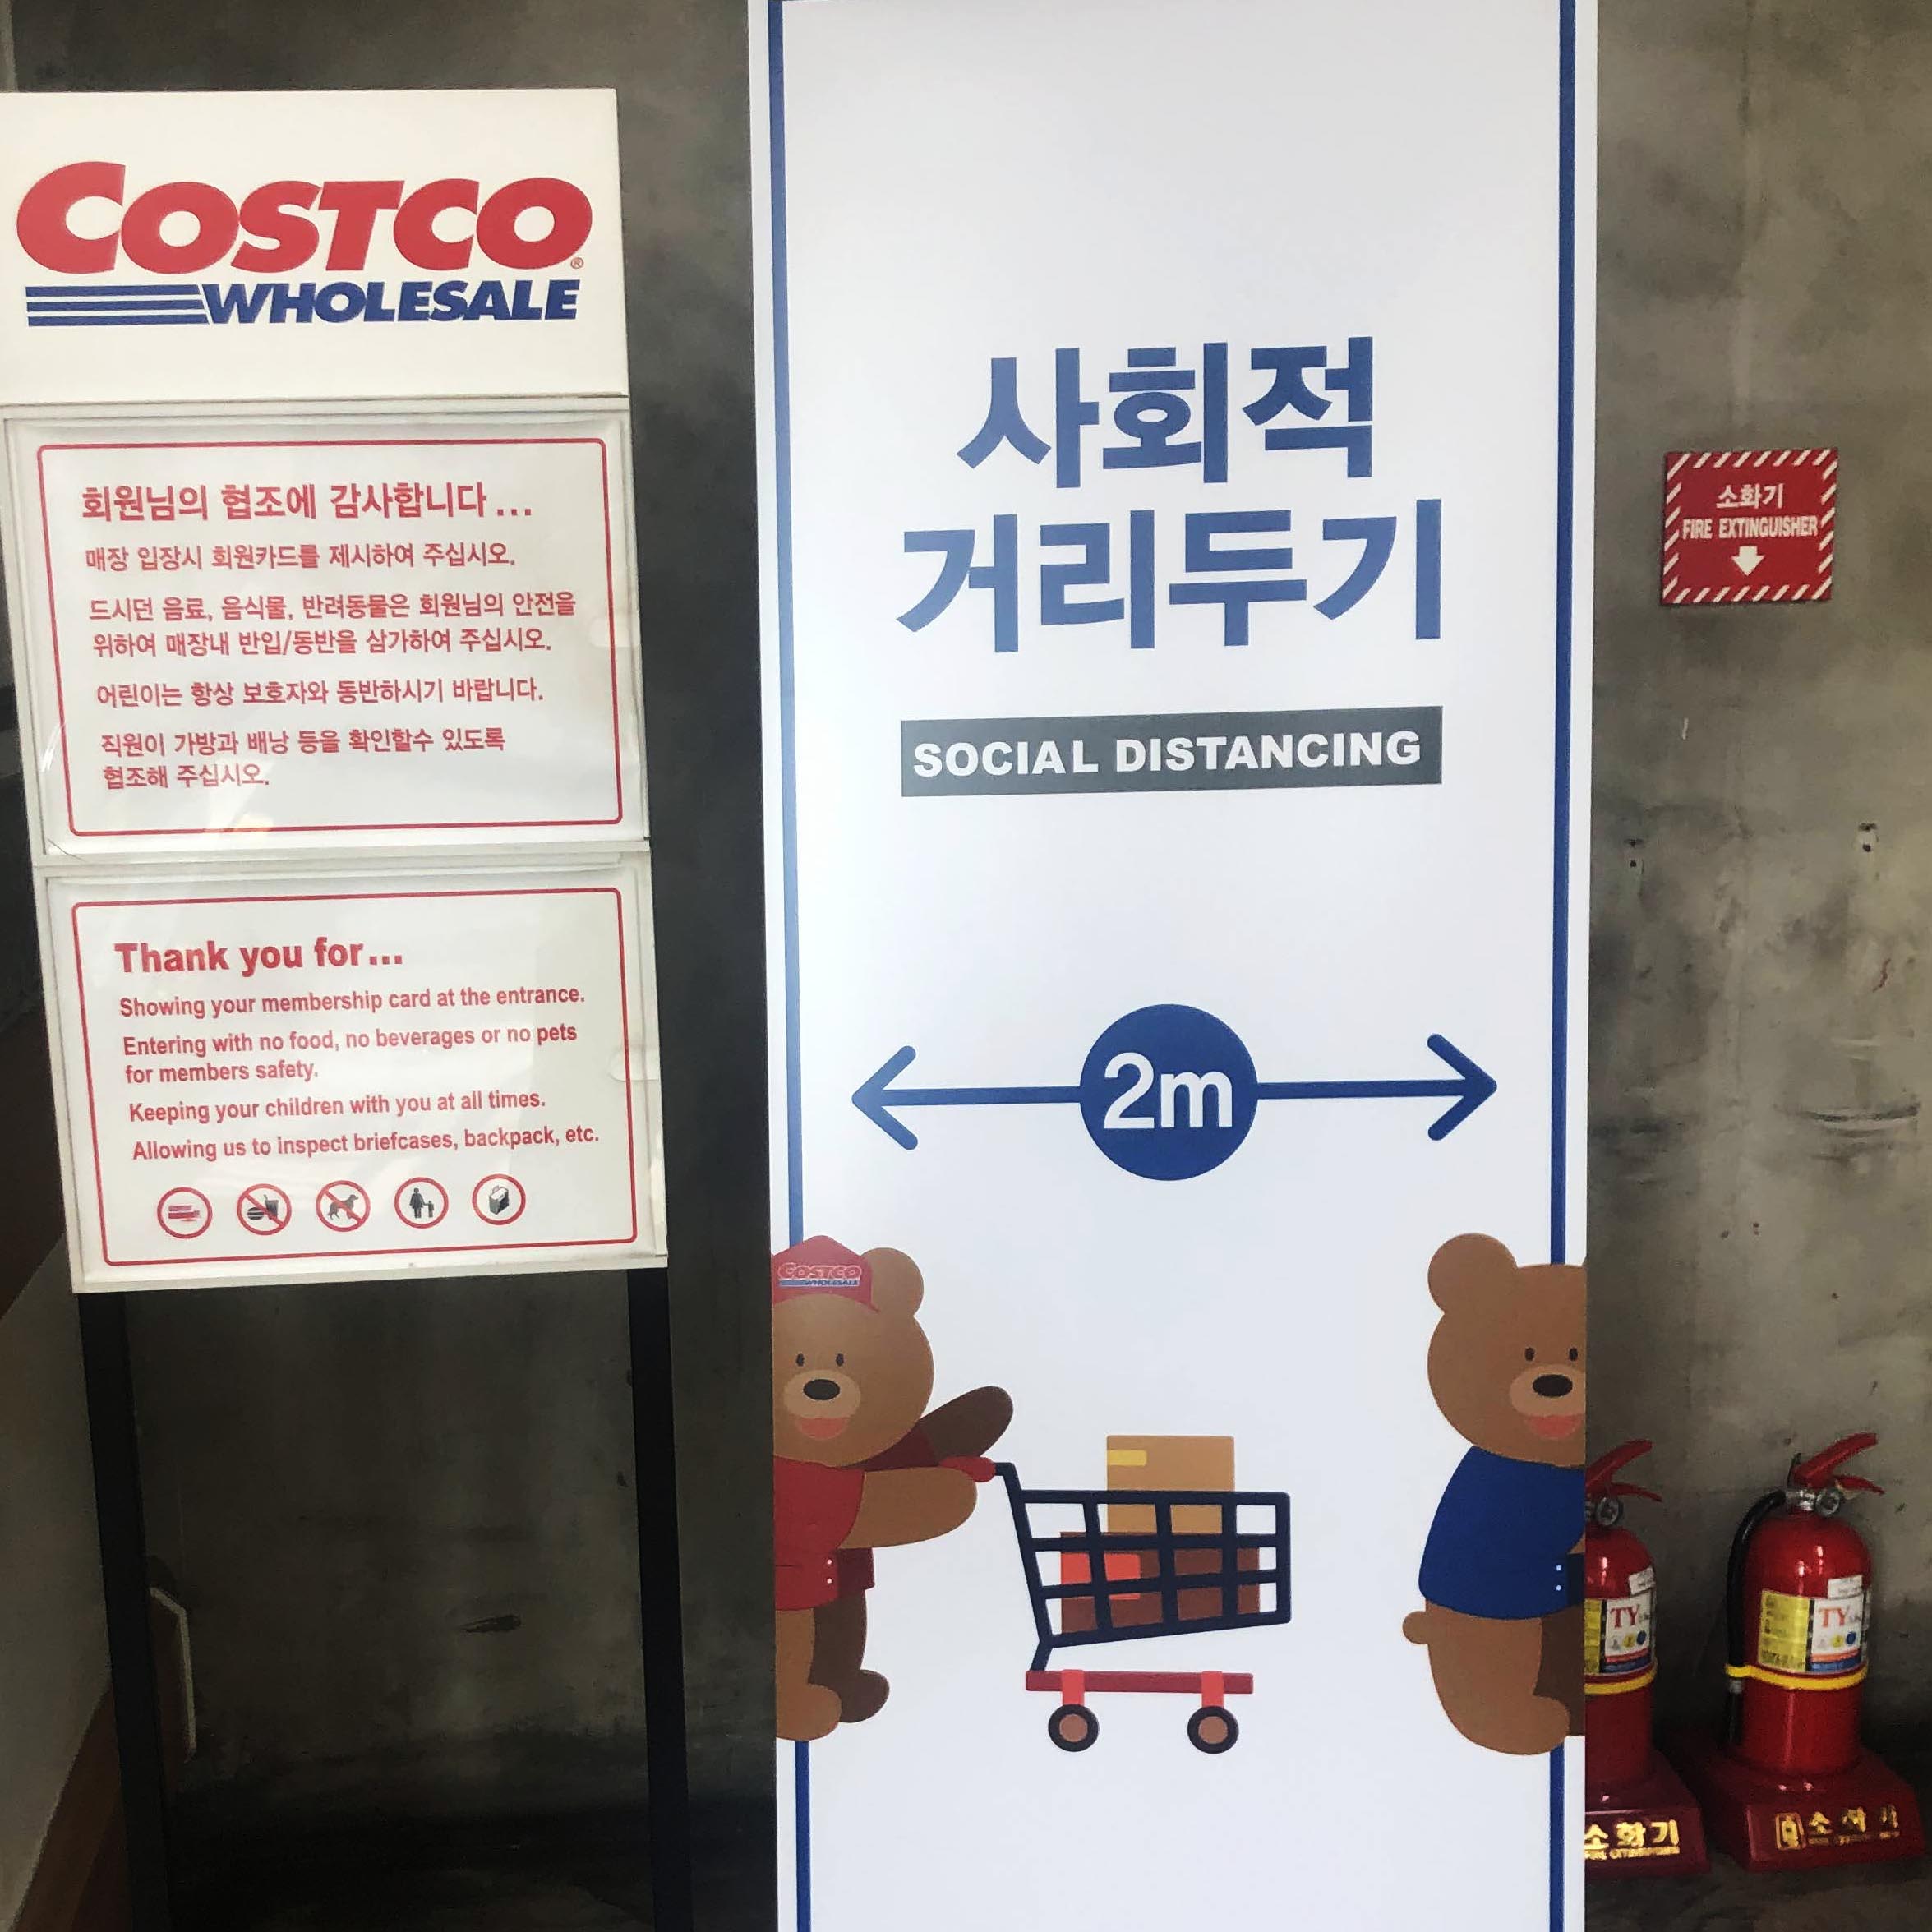 COSTCO
WHOLESALE
회원님의 협조에 감사합니다...
매장 입장시 회원카드를 제시하여 주십시오.
드시던 음료, 음식물, 반려동물은 회원님의 안전을
위하여 매장내 반입/동반을 삼가하여 주십시오.
어린이는 항상 보호자와 동반하시기 바랍니다.
직원이 가방과 배낭 등을 확인할수 있도록
협조해 주십시오.
Thank you for...
Showing your membership card at the entrance.
Entering with no food, no beverages or no pets
for members safety.
Keeping your children with you at all times.
Allowing us to inspect briefcases, backpack, etc.
사회적
거리두기
SOCIAL DISTANCING
2m
COSTCO
WHOLESALE
소화기
FIRE EXTINGUISHER
TY
TY
소화기
소화기